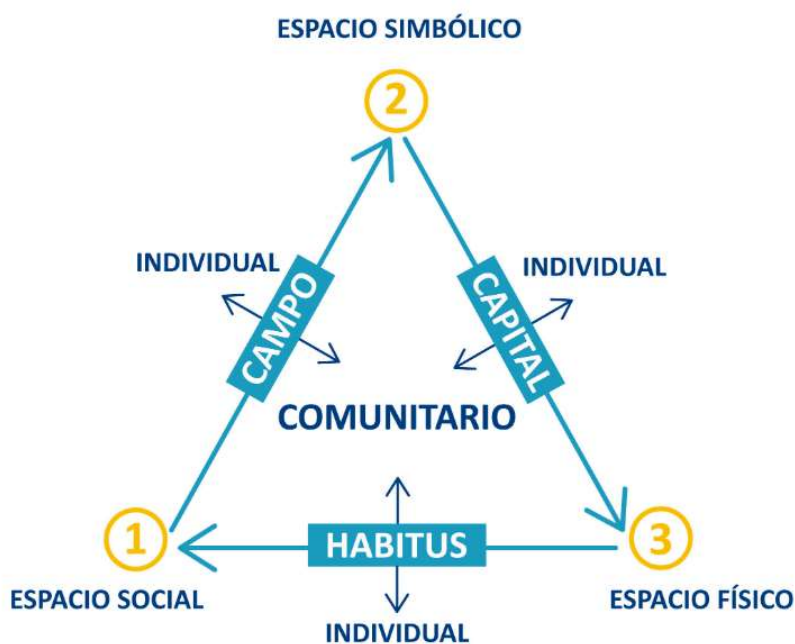 ESPACIO SIMBÓLICO
2
INDIVIDUAL
INDIVIDUAL
CAMPO
CAPITAL
COMUNITARIO
1
HABITUS
3
ESPACIO SOCIAL
ESPACIO FÍSICO
INDIVIDUAL